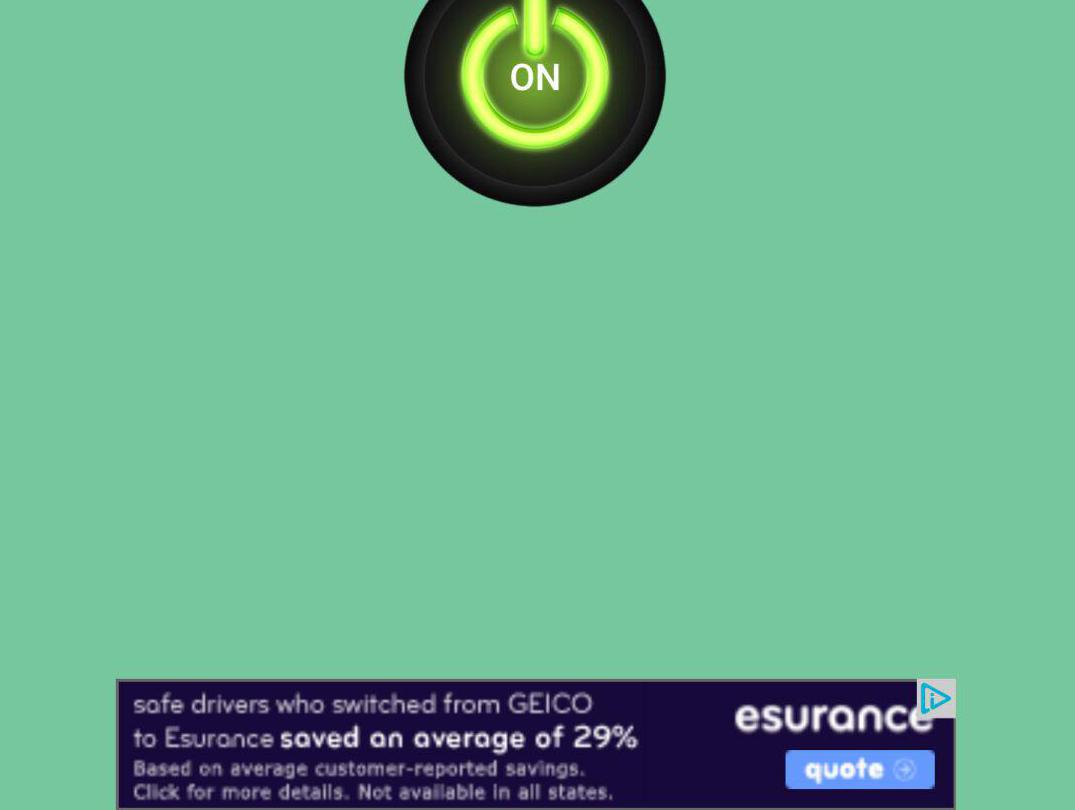 ON
safe drivers who switched from GEICO
to Esurance saved an average of 29%
Based on average customer-reported savings.
Click for more details. Not available in all states.
esurance
quote